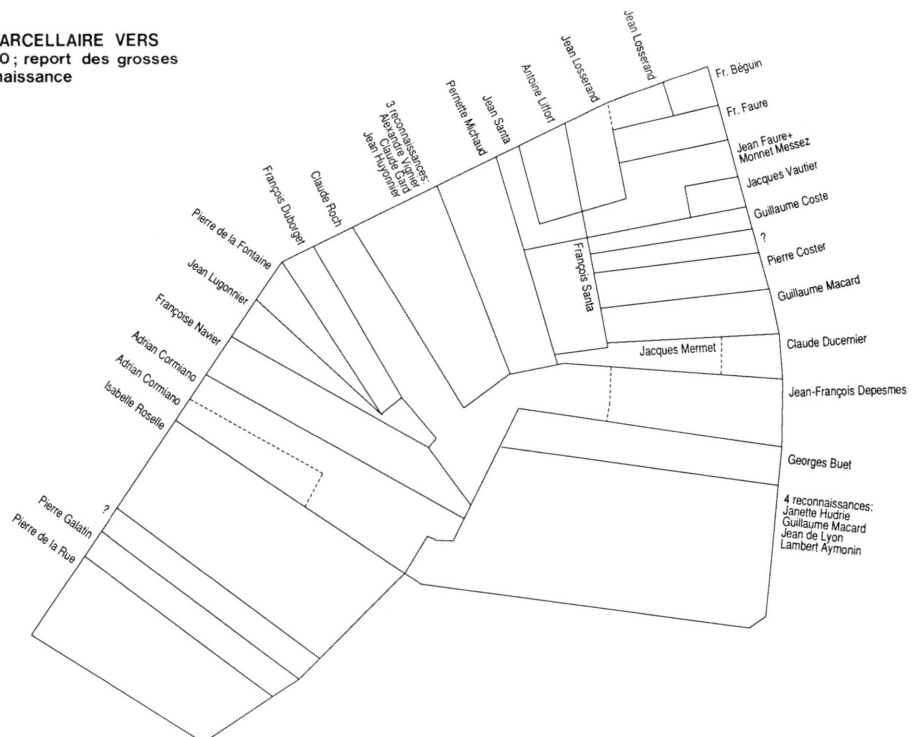 ARCELLAIRE VERS
O; report des grosses
naissance
Pierre de la Rue
Pierre Galatin
?
Isabelle Roselle
Adrian Cormiano
Adrian Cormiano
Françoise Navier
Jean Lugonnier
Pierre de la Fontaine
François Duborget
Claude Roch
3 reconnaissances:
Alexandre Vignier
Claude Gard
Jean Huyonnier
Pernette Michaud
Jean Santa
Antoine Liffort
Jean Losserand
Jean Losserand
Fr. Béguin
Fr. Faure
Jean Faure+
Monnet Messez
Jacques Vautier
Guillaume Coste
?
Pierre Coster
François Santa
Guillaume Macard
Jacques Mermet
Claude Ducernier
Jean-François Depesmes
Georges Buet
4 reconnaissances:
Janette Hudrie
Guillaume Macard
Jean de Lyon
Lambert Aymonin